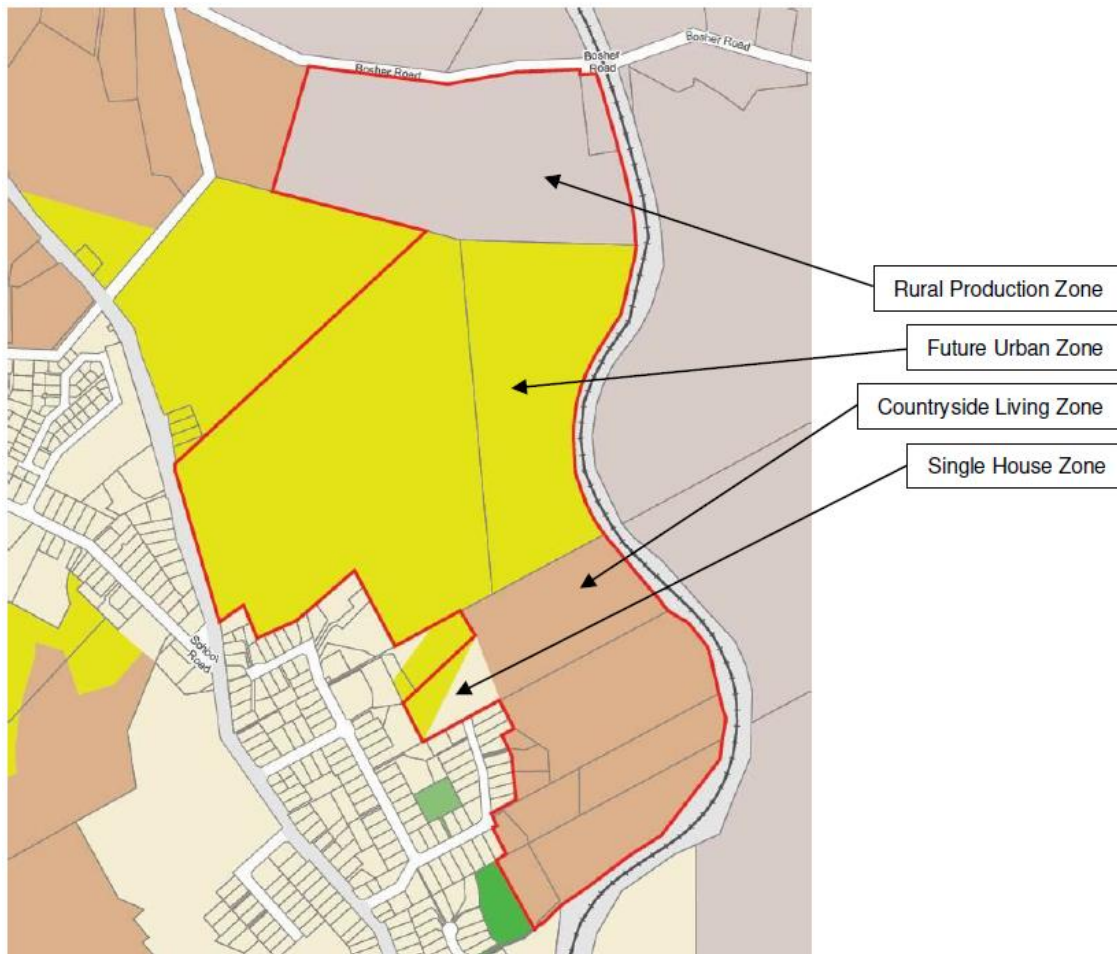 Bosher Road
Bosher Road
Bosher
Road
Rural Production Zone
Future Urban Zone
Countryside Living Zone
Single House Zone
School
Road